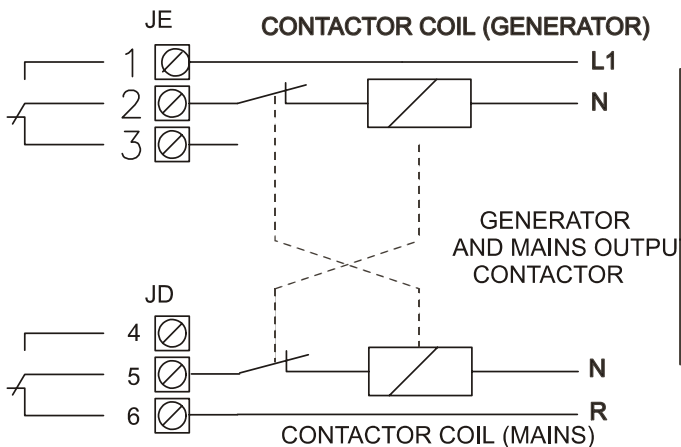 JE
CONTACTOR COIL (GENERATOR)
1
L1
2
N
3
GENERATOR
AND MAINS OUTPU
CONTACTOR
JD
4
5
N
6
R
CONTACTOR COIL (MAINS)